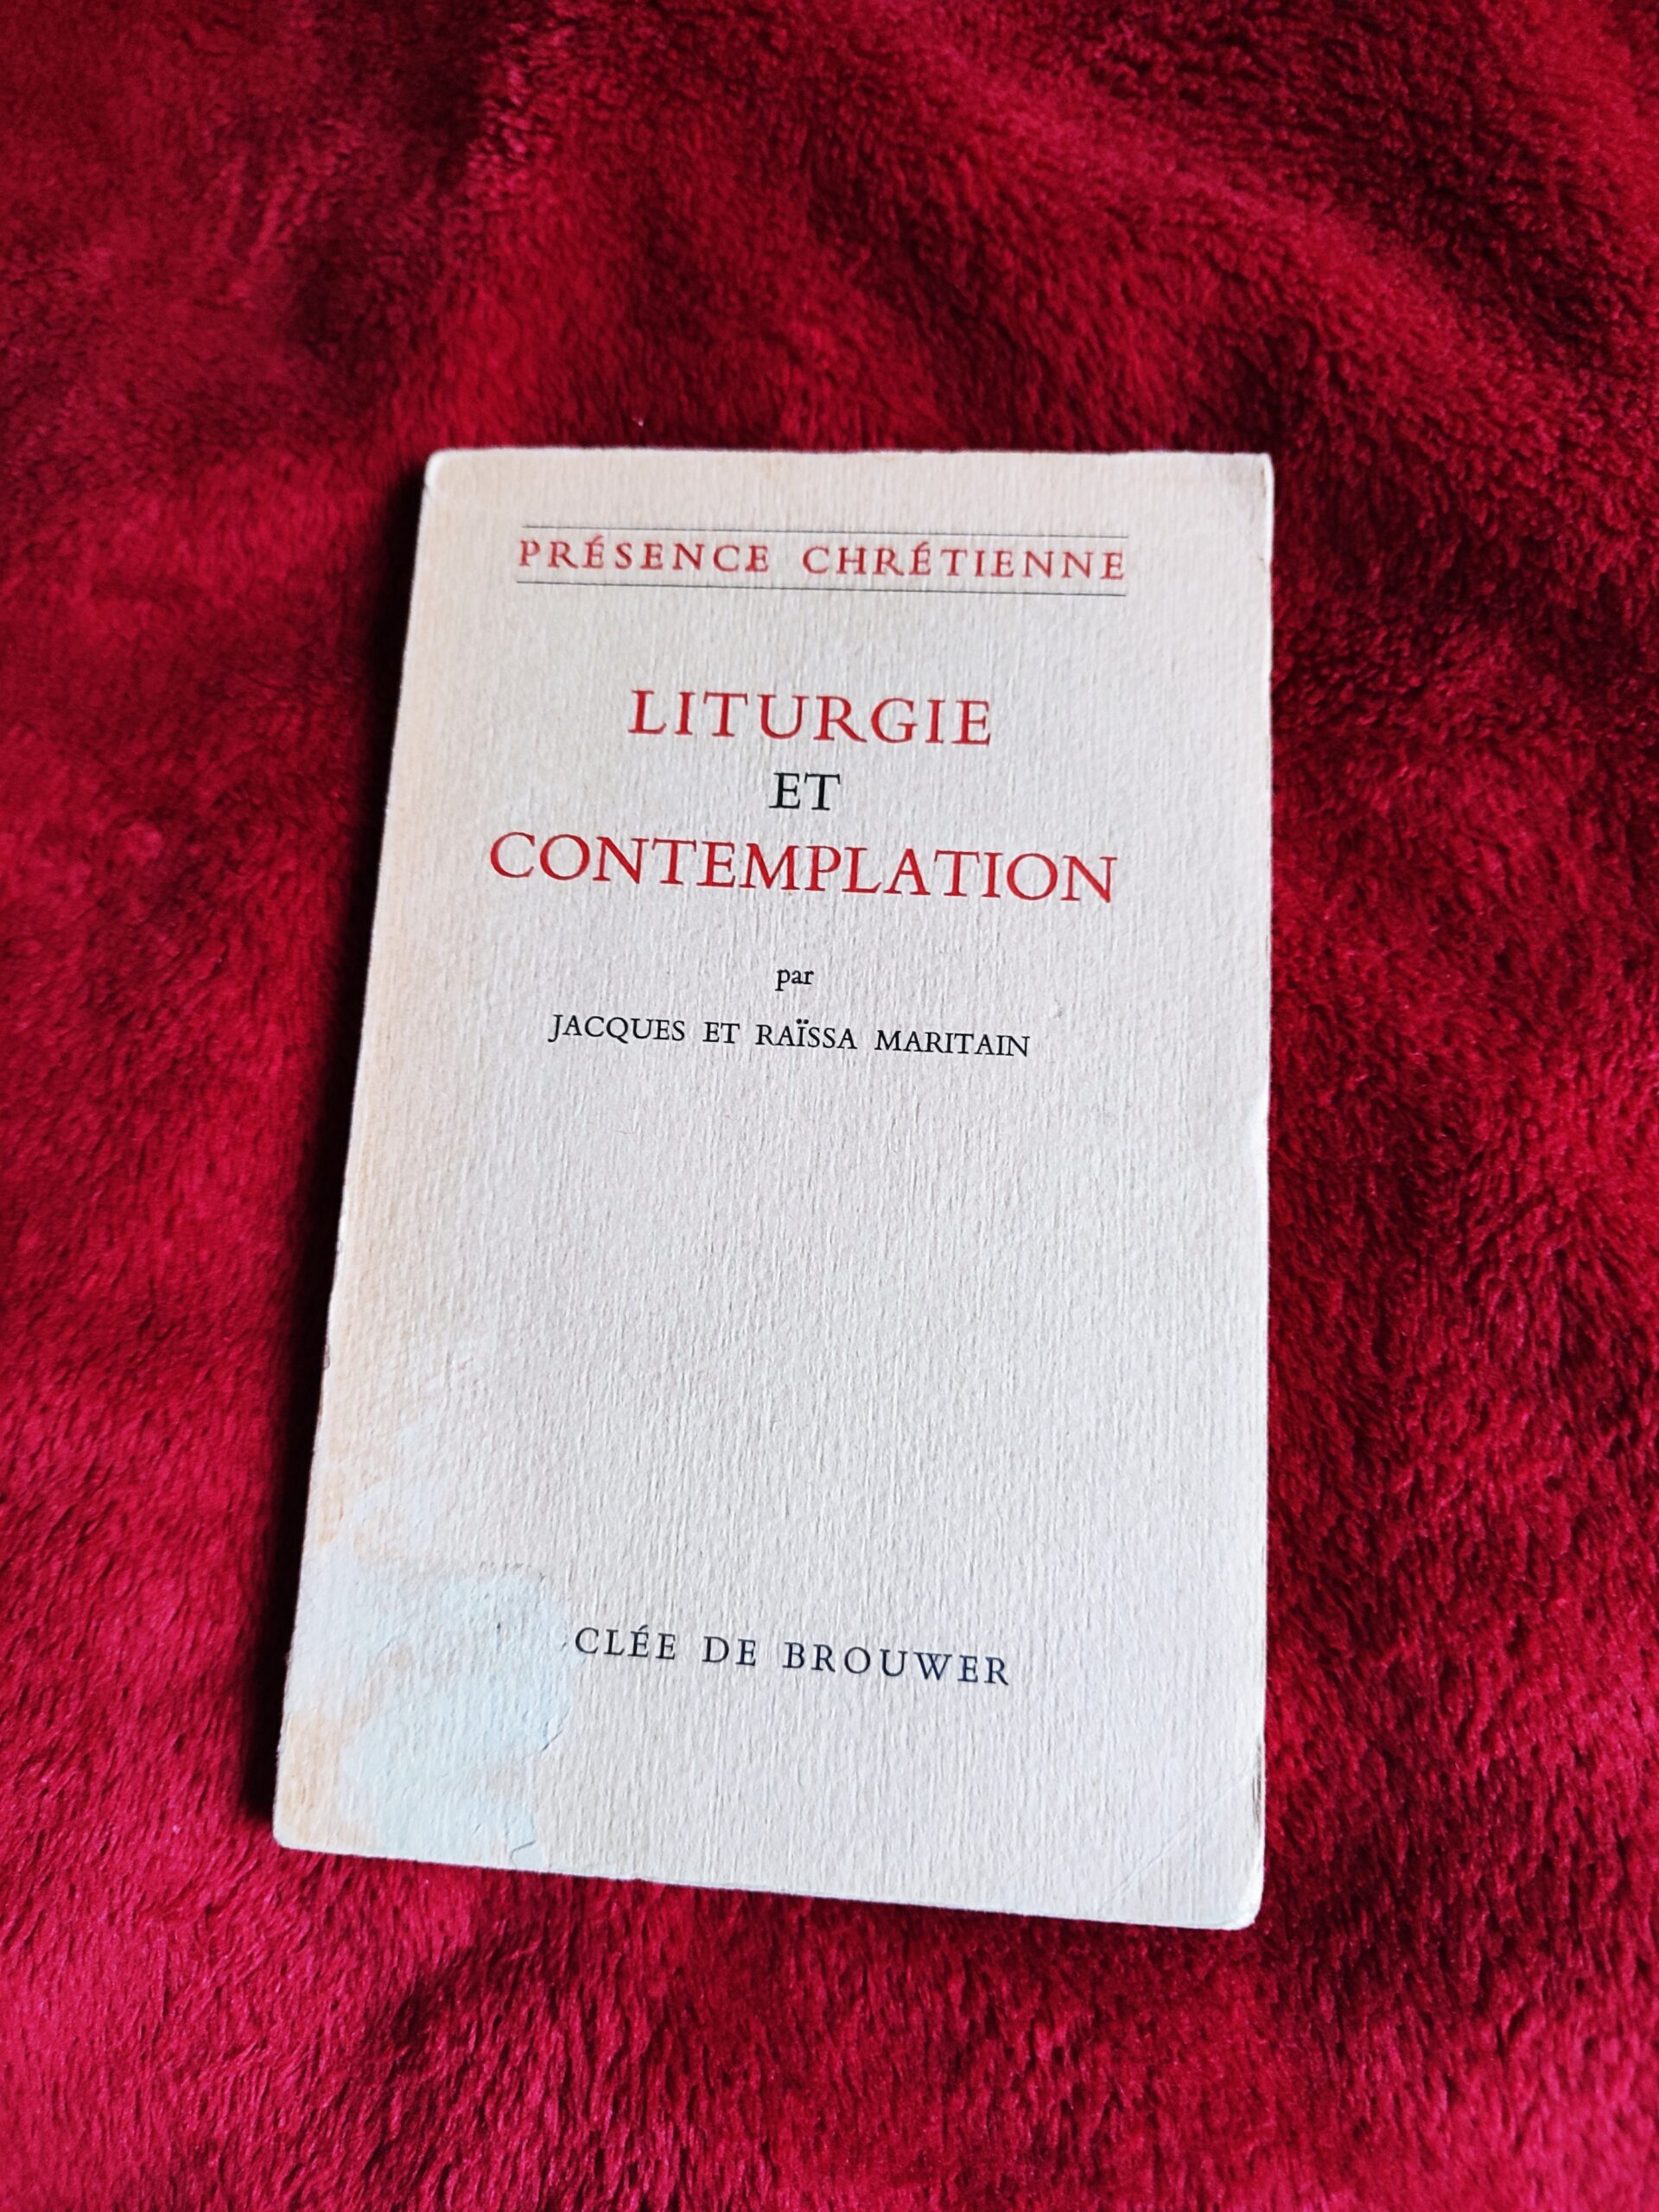 PRÉSENCE CHRÉTIENNE
LITURGIE
ET
CONTEMPLATION
par
JACQUES ET RAÏSSA MARITAIN
CLÉE DE BROUWER